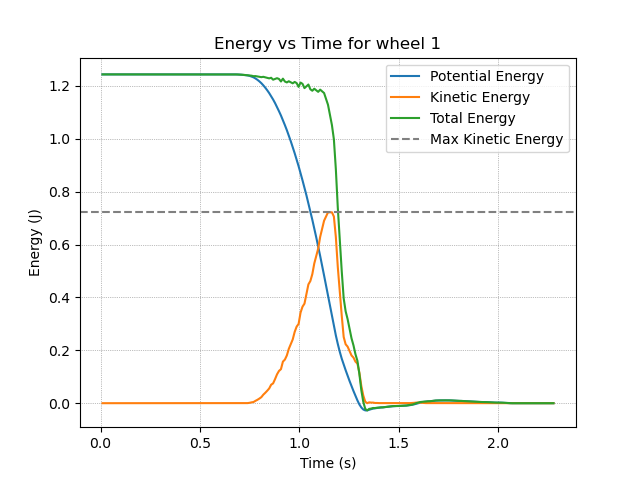 Energy vs Time for wheel 1
Potential Energy
Kinetic Energy
Total Energy
Max Kinetic Energy
Energy (J)
1.2
1.0
0.8
0.6
0.4
0.2
0.0
0.0 0.5 1.0 1.5 2.0
Time (s)